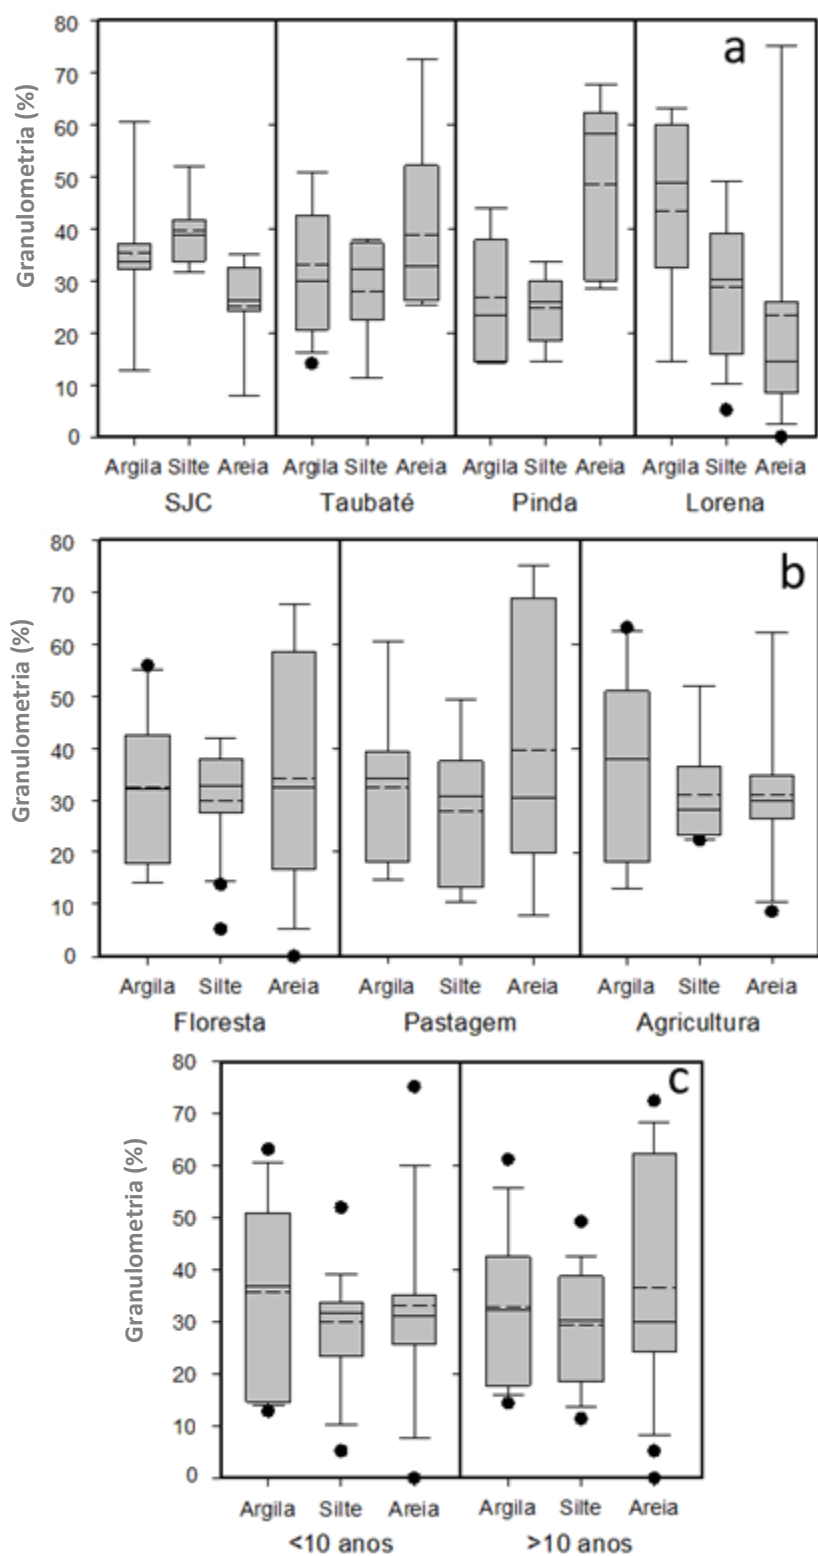 a
Granulometria (%)
80
70
60
50
40
30
20
10
0
Argila Silte Areia Argila Silte Areia Argila Silte Areia Argila Silte Areia
SJC Taubaté Pinda Lorena
b
Granulometria (%)
80
70
60
50
40
30
20
10
0
Argila Silte Areia Argila Silte Areia Argila Silte Areia
Floresta Pastagem Agricultura
c
Granulometria (%)
80
70
60
50
40
30
20
10
0
Argila Silte Areia Argila Silte Areia
<10 anos >10 anos